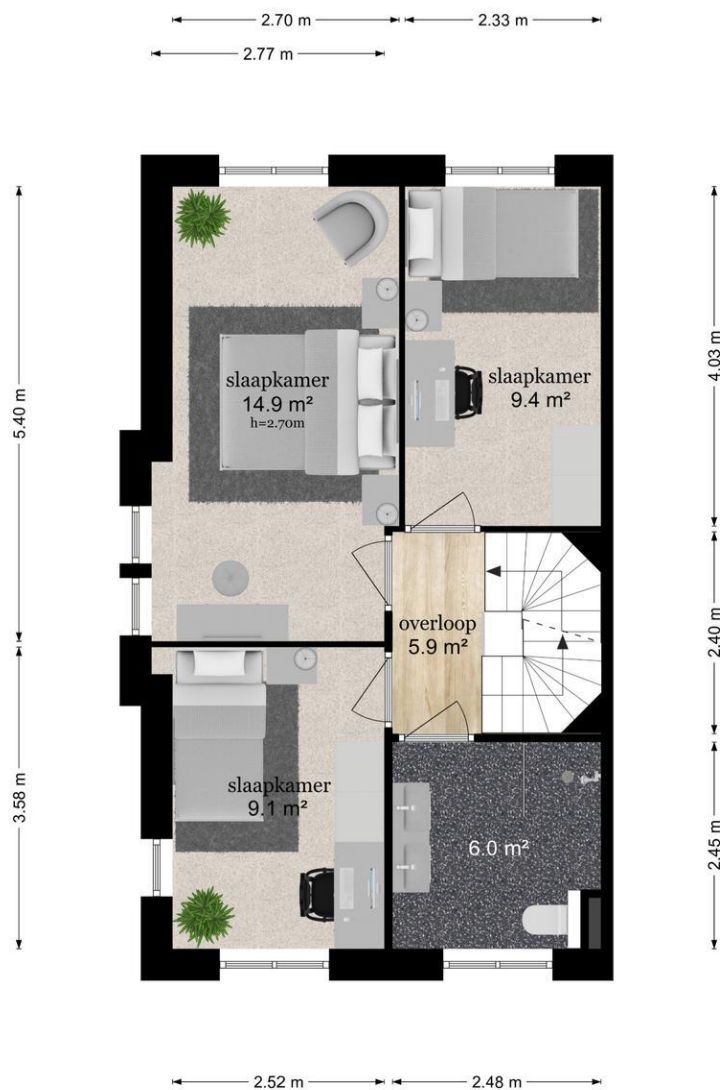 2.70 m
2.33 m
2.77 m
5.40 m
4.03 m
slaapkamer
14.9 m²
h=2.70m
slaapkamer
9.4 m²
overloop
5.9 m²
2.40 m
3.58 m
slaapkamer
9.1 m²
6.0 m²
2.45 m
2.52 m
2.48 m